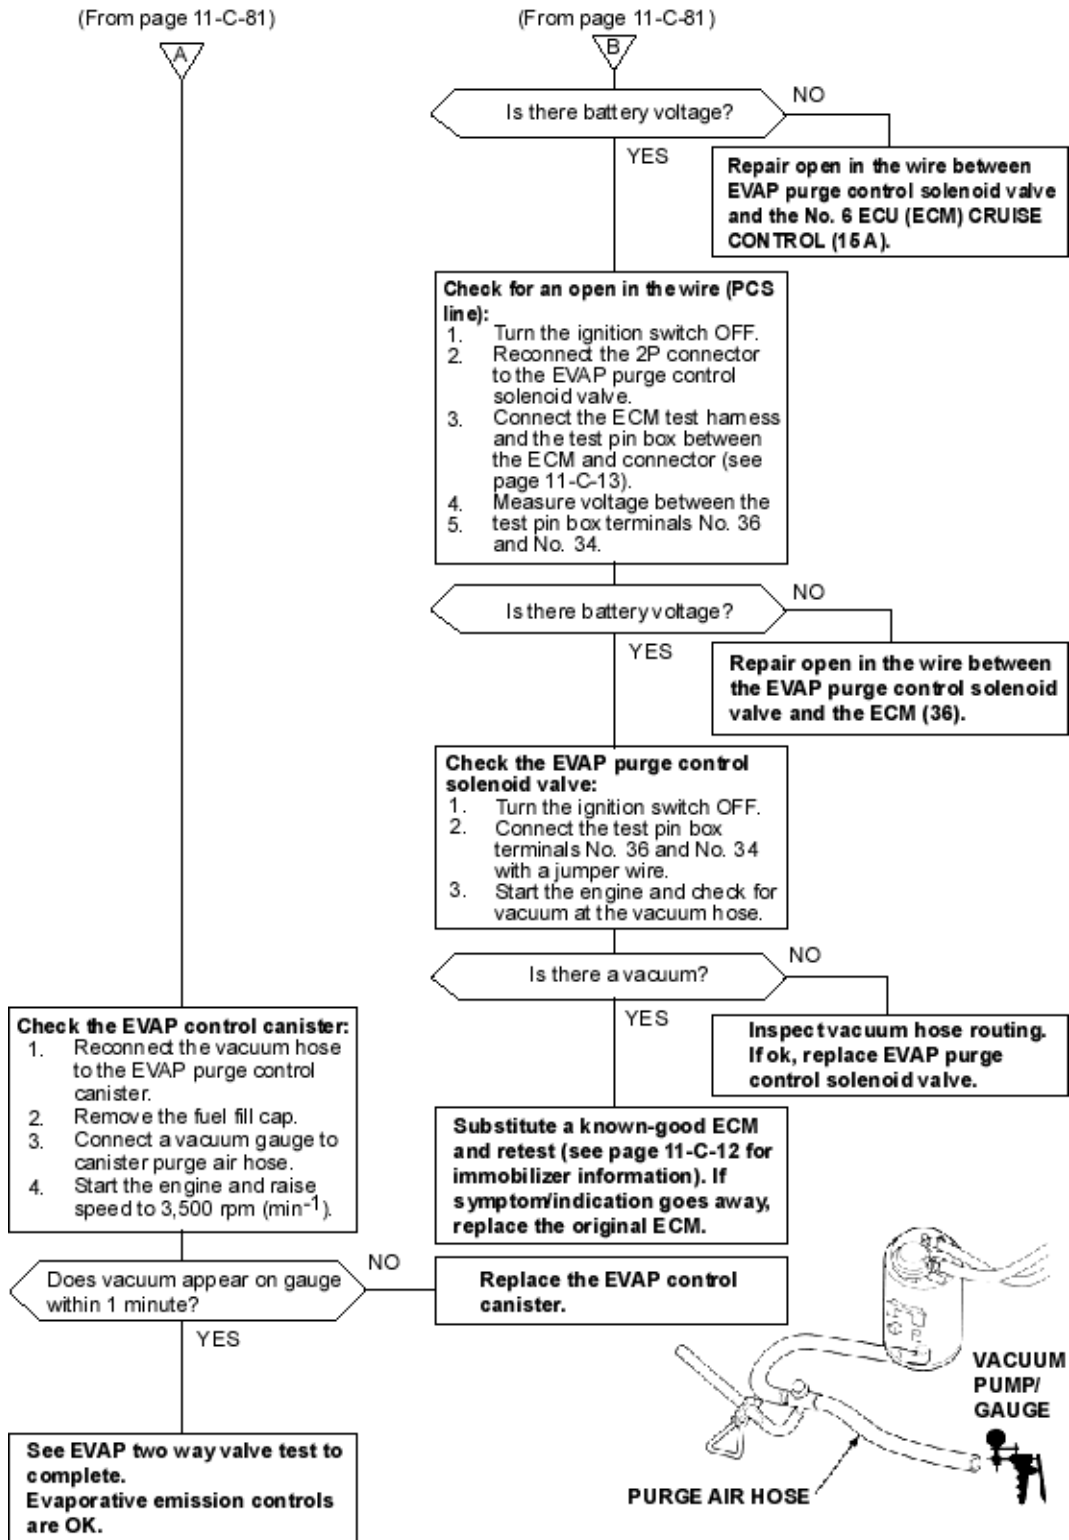 (From page 11-C-81)
A
(From page 11-C-81)
B
Is there battery voltage?
NO
YES
Repair open in the wire between
EVAP purge control solenoid valve
and the No. 6 ECU (ECM) CRUISE
CONTROL (15 A).
Check for an open in the wire (PCS
line):
1. Turn the ignition switch OFF.
2. Reconnect the 2P connector
to the EVAP purge control
solenoid valve.
3. Connect the ECM test harness
and the test pin box between
the ECM and connector (see
page 11-C-13).
4. Measure voltage between the
5. test pin box terminals No. 36
and No. 34.
Is there battery voltage?
NO
YES
Repair open in the wire between
the EVAP purge control solenoid
valve and the ECM (36).
Check the EVAP purge control
solenoid valve:
1. Turn the ignition switch OFF.
2. Connect the test pin box
terminals No. 36 and No. 34
with a jumper wire.
3. Start the engine and check for
vacuum at the vacuum hose.
Is there a vacuum?
NO
YES
Inspect vacuum hose routing.
If ok, replace EVAP purge
control solenoid valve.
Substitute a known-good ECM
and retest (see page 11-C-12 for
immobilizer information). If
symptom/indication goes away,
replace the original ECM.
Check the EVAP control canister:
1. Reconnect the vacuum hose
to the EVAP purge control
canister.
2. Remove the fuel fill cap.
3. Connect a vacuum gauge to
canister purge air hose.
4. Start the engine and raise
speed to 3,500 rpm (min⁻¹).
Does vacuum appear on gauge
within 1 minute?
NO
YES
Replace the EVAP control
canister.
See EVAP two way valve test to
complete.
Evaporative emission controls
are OK.
VACUUM
PUMP/
GAUGE
PURGE AIR HOSE